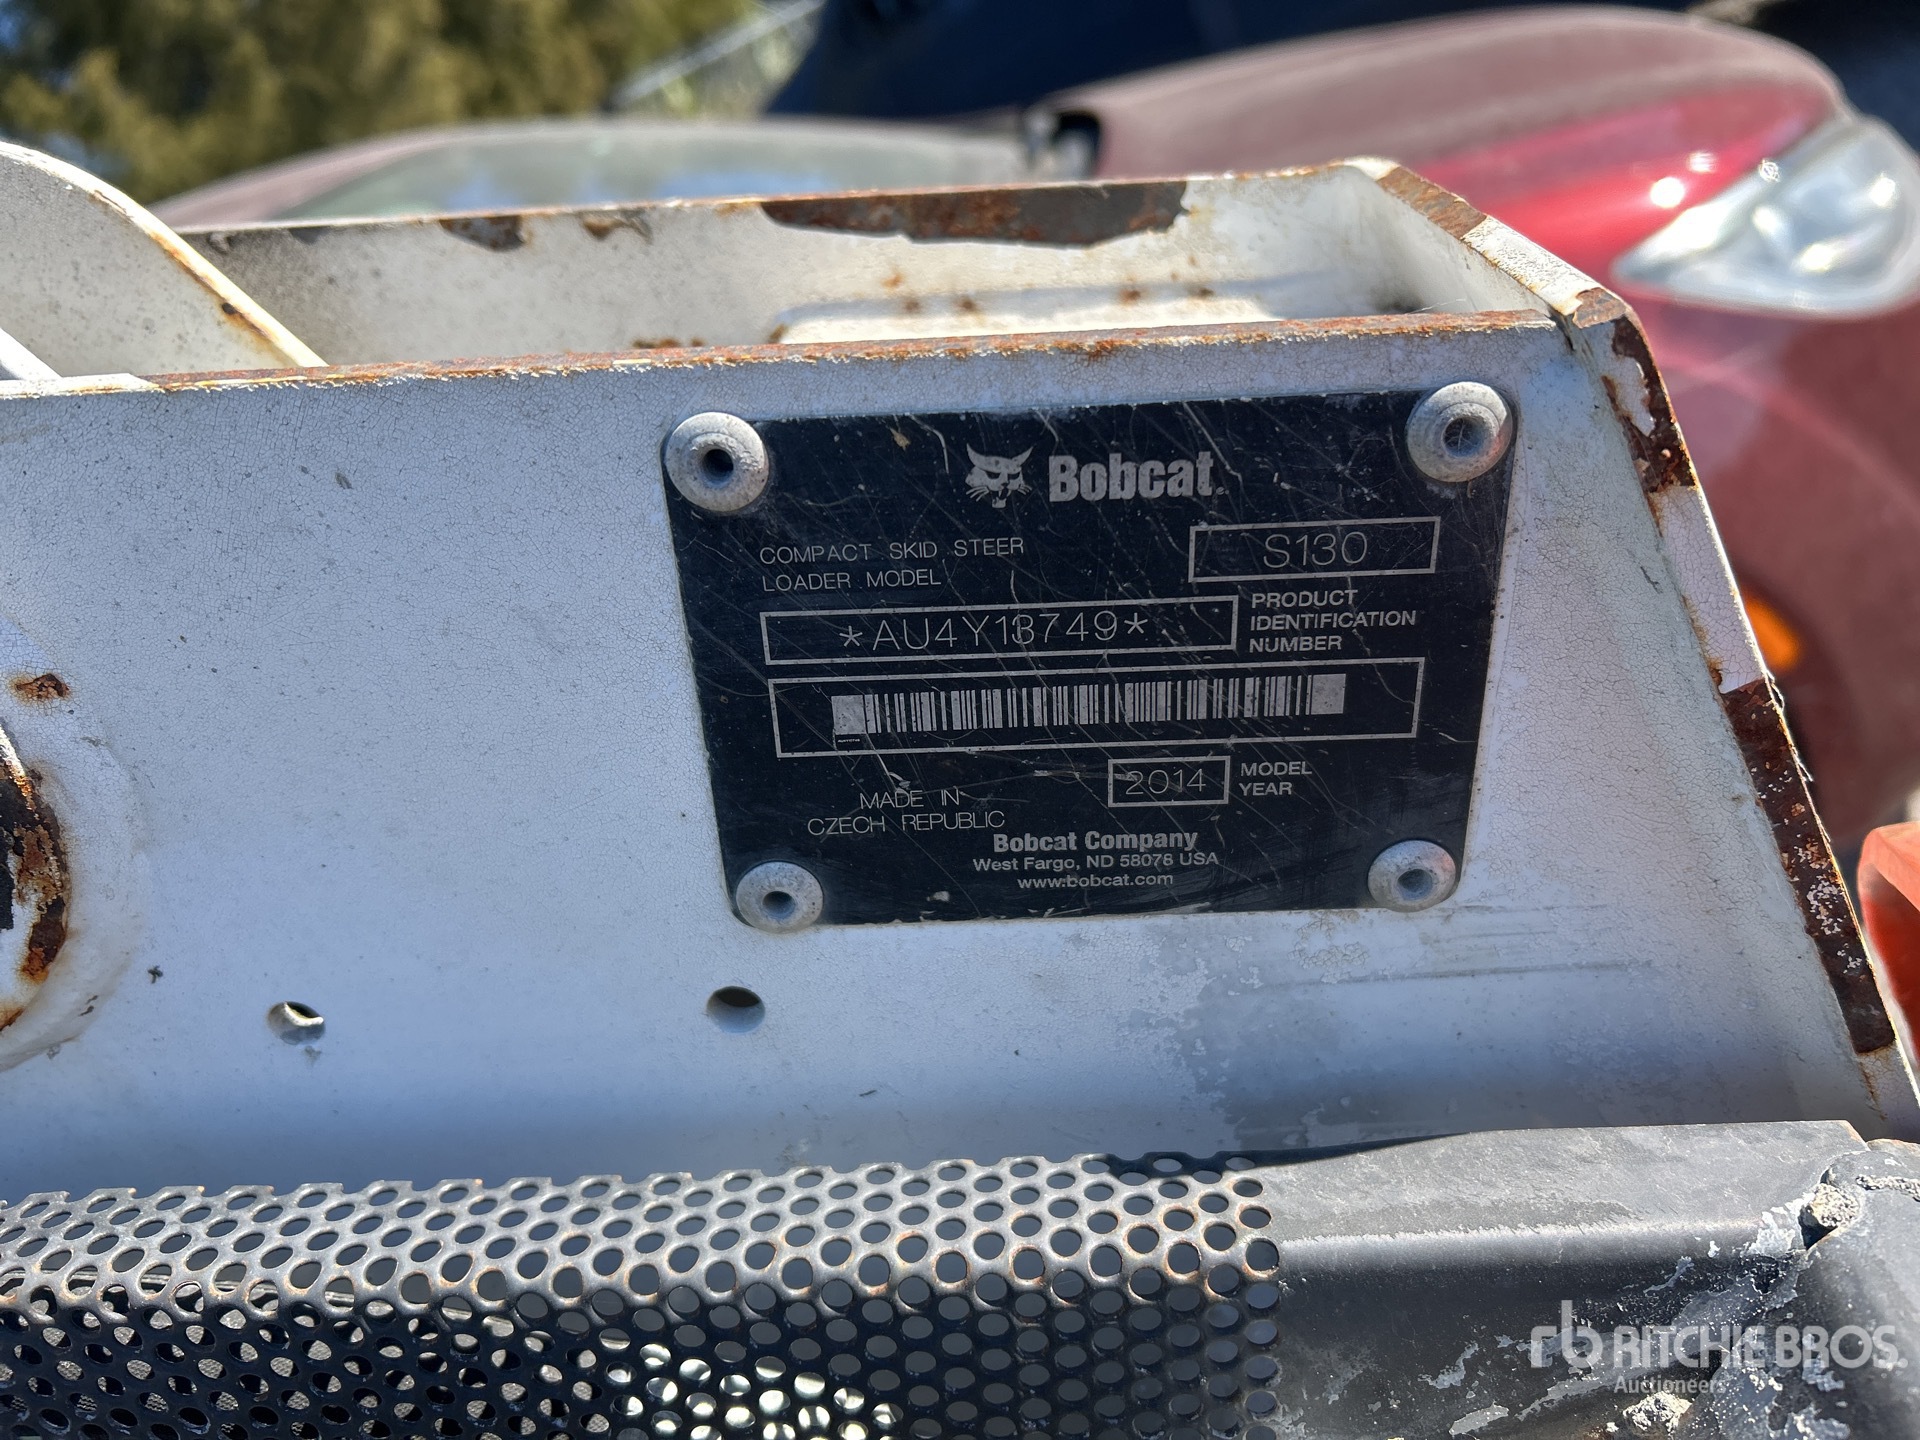 Bobcat
COMPACT SKID STEER
LOADER MODEL
S130
*AU4Y13749*
PRODUCT
IDENTIFICATION
NUMBER
2014
MODEL
YEAR
MADE IN
CZECH REPUBLIC
Bobcat Company
West Fargo, ND 58078 USA
www.bobcat.com
rb RITCHIE BROS.
Auctioneers